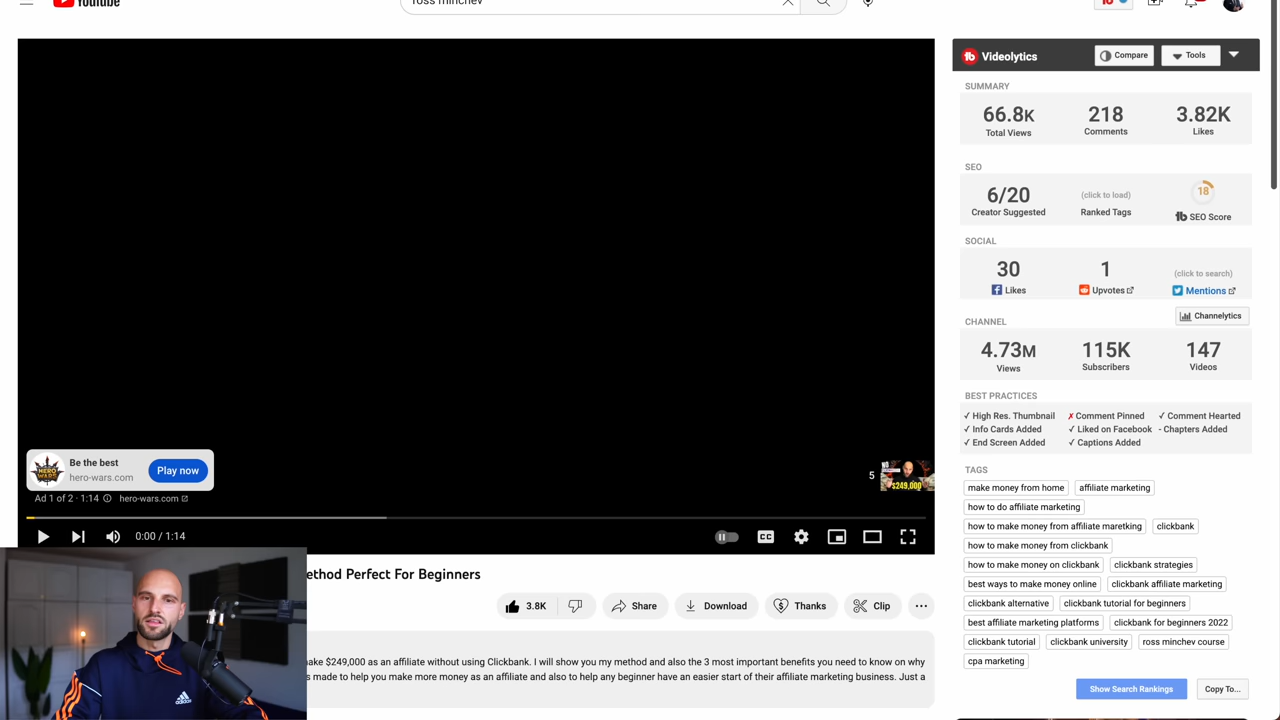 YouTube
ross minchev
Videolytics
Compare
Tools
SUMMARY
66.8K
218
3.82K
Total Views
Comments
Likes
SEO
6/20
(click to load)
18
Creator Suggested
Ranked Tags
SEO Score
SOCIAL
30
1
(click to search)
Likes
Upvotes
Mentions
CHANNEL
Channelytics
4.73M
115K
147
Views
Subscribers
Videos
BEST PRACTICES
✓ High Res. Thumbnail
✗ Comment Pinned
✓ Comment Hearted
✓ Info Cards Added
✓ Liked on Facebook
- Chapters Added
✓ End Screen Added
✓ Captions Added
TAGS
make money from home
affiliate marketing
how to do affiliate marketing
how to make money from affiliate maretking
clickbank
how to make money from clickbank
how to make money on clickbank
clickbank strategies
best ways to make money online
clickbank affiliate marketing
clickbank alternative
clickbank tutorial for beginners
best affiliate marketing platforms
clickbank for beginners 2022
clickbank tutorial
clickbank university
ross minchev course
cpa marketing
Show Search Rankings
Copy To...
HERO WARS
Be the best
hero-wars.com
Play now
5
NO
$249,000
Ad 1 of 2 · 1:14
hero-wars.com
0:00 / 1:14
CC
ethod Perfect For Beginners
3.8K
Share
Download
Thanks
Clip
ake $249,000 as an affiliate without using Clickbank. I will show you my method and also the 3 most important benefits you need to know on why
s made to help you make more money as an affiliate and also to help any beginner have an easier start of their affiliate marketing business. Just a
adidas